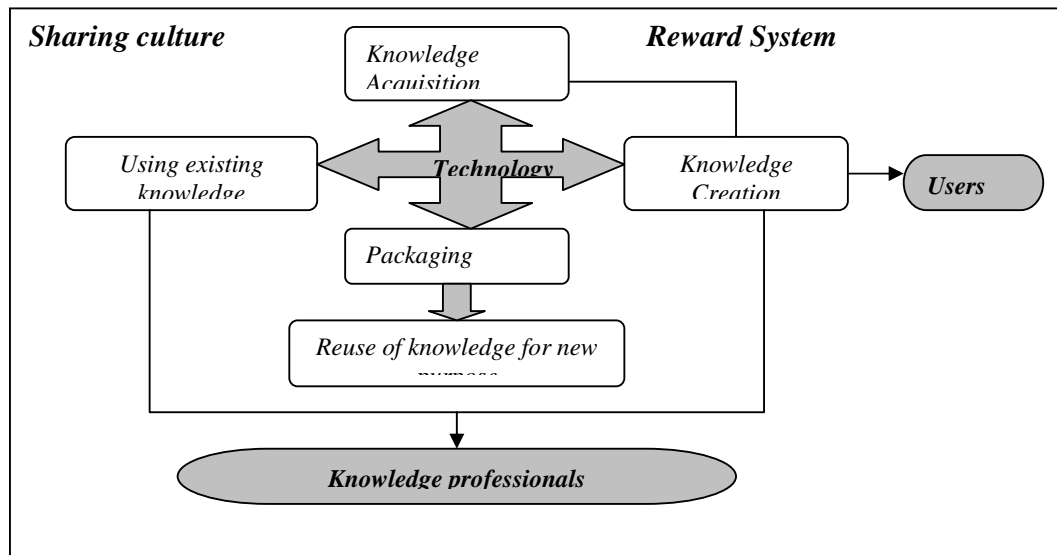 Sharing culture
Reward System
Knowledge
Acquisition
Using existing
knowledge
Technology
Knowledge
Creation
Users
Packaging
Reuse of knowledge for new
purpose
Knowledge professionals